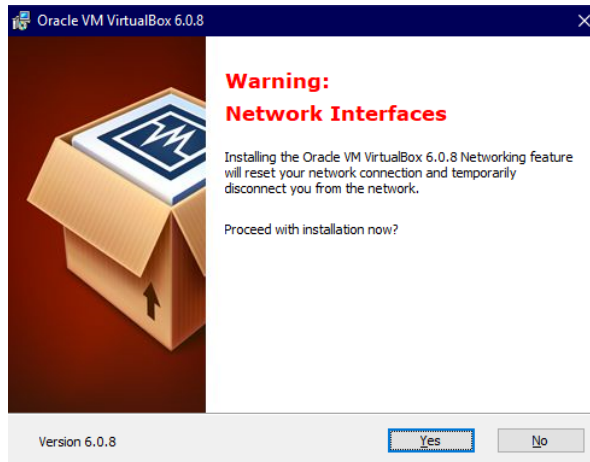 Oracle VM VirtualBox 6.0.8
Warning:
Network Interfaces
Installing the Oracle VM VirtualBox 6.0.8 Networking feature
will reset your network connection and temporarily
disconnect you from the network.
Proceed with installation now?
Version 6.0.8
Yes
No